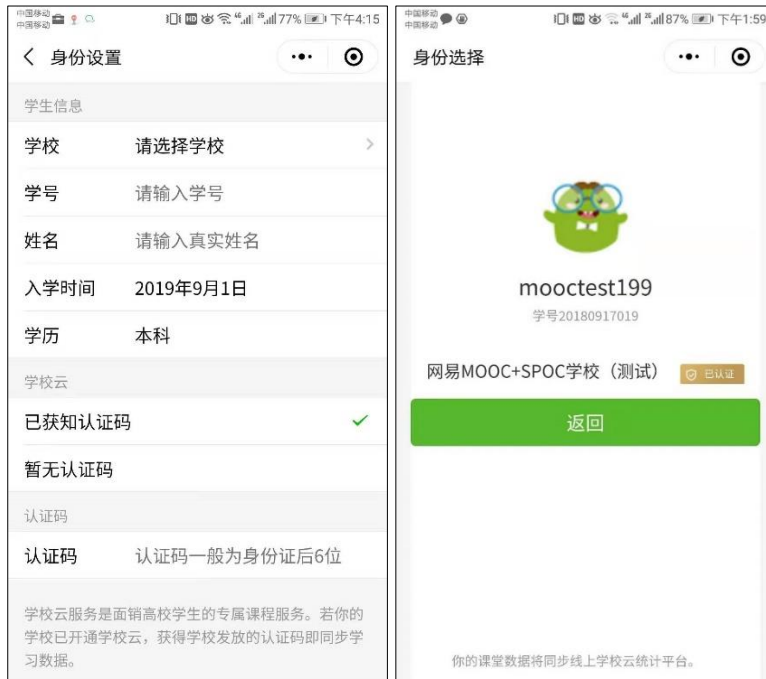 中国移动
中国移动
HD
46
26
77%
下午4:15
身份设置
学生信息
学校 请选择学校
学号 请输入学号
姓名 请输入真实姓名
入学时间 2019年9月1日
学历 本科
学校云
已获知认证码
暂无认证码
认证码
认证码 认证码一般为身份证后6位
学校云服务是面销高校学生的专属课程服务。若你的
学校已开通学校云，获得学校发放的认证码即同步学
习数据。
中国移动
中国移动
HD
46
26
87%
下午1:59
身份选择
mooctest199
学号20180917019
网易MOOC+SPOC学校（测试） 已认证
返回
你的课堂数据将同步线上学校云统计平台。